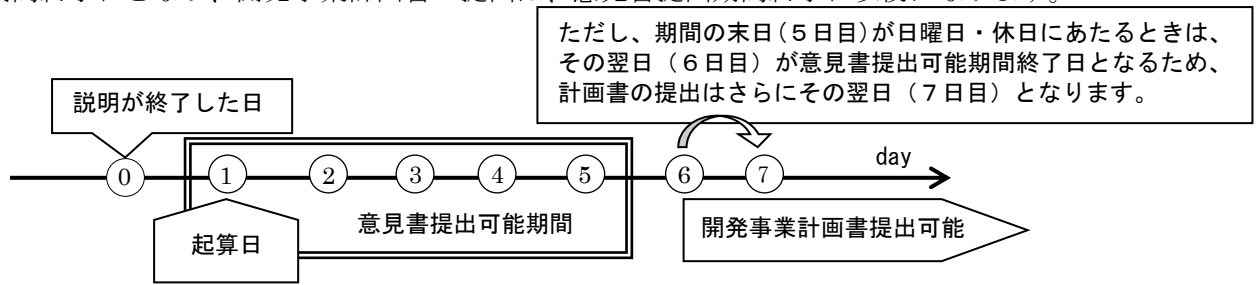 ただし、期間の末日(５日目)が日曜日・休日にあたるときは、
その翌日（６日目）が意見書提出可能期間終了日となるため、
計画書の提出はさらにその翌日（７日目）となります。
説明が終了した日
0
1
2
3
4
5
6
7
day
起算日
意見書提出可能期間
開発事業計画書提出可能